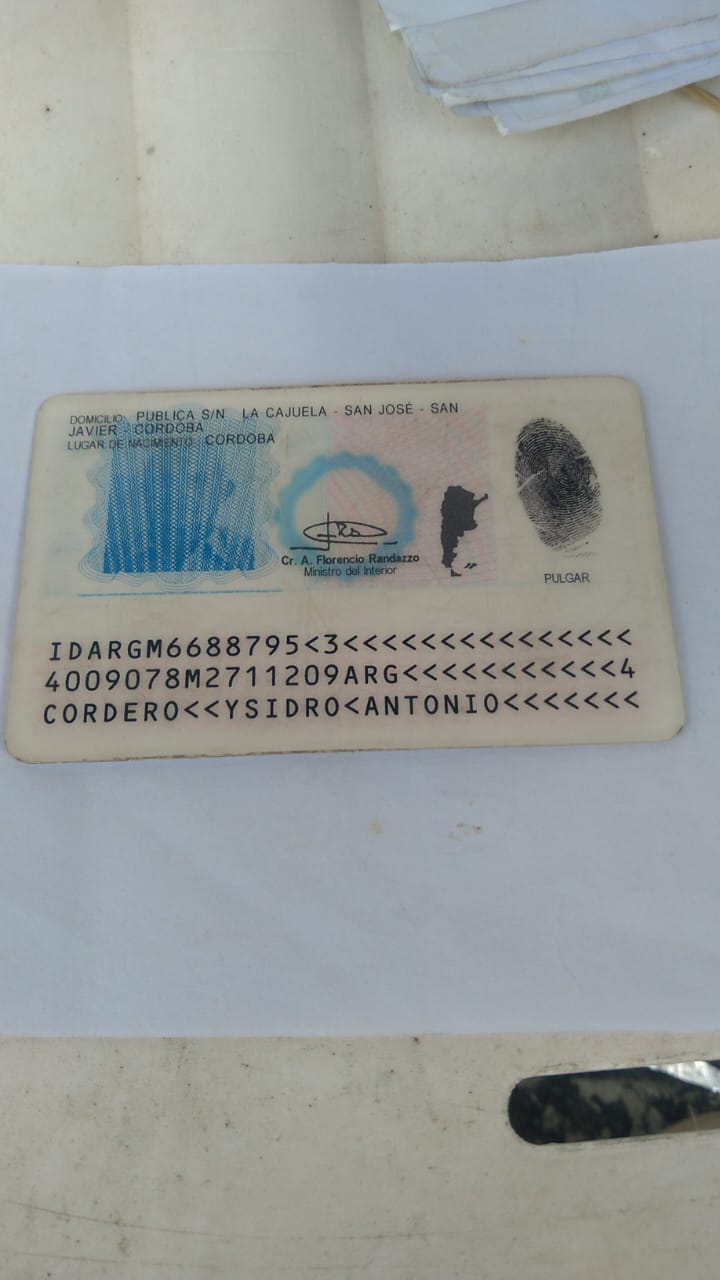 DOMICILIO: PUBLICA S/N LA CAJUELA - SAN JOSÉ - SAN
JAVIER CORDOBA
LUGAR DE NACIMIENTO: CORDOBA
Cr. A. Florencio Randazzo
Ministro del Interior
PULGAR
IDARGM6688795<3<<<<<<<<<<<<<<<
4009078M2711209ARG<<<<<<<<<<<4
CORDERO<<YSIDRO<ANTONIO<<<<<<<